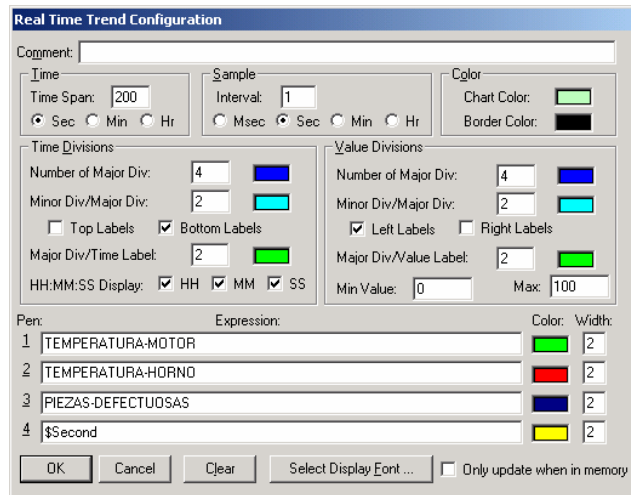 Real Time Trend Configuration
Comment:
Time Sample Color
Time Span: 200 Interval: 1 Chart Color:
Sec Min Hr Msec Sec Min Hr Border Color:
Time Divisions Value Divisions
Number of Major Div: 4 Number of Major Div: 4
Minor Div/Major Div: 2 Minor Div/Major Div: 2
Top Labels Bottom Labels Left Labels Right Labels
Major Div/Time Label: 2 Major Div/Value Label: 2
HH:MM:SS Display: HH MM SS Min Value: 0 Max: 100
Pen: Expression: Color: Width:
1 TEMPERATURA-MOTOR 2
2 TEMPERATURA-HORNO 2
3 PIEZAS-DEFECTUOSAS 2
4 $Second 2
OK Cancel Clear Select Display Font ... Only update when in memory